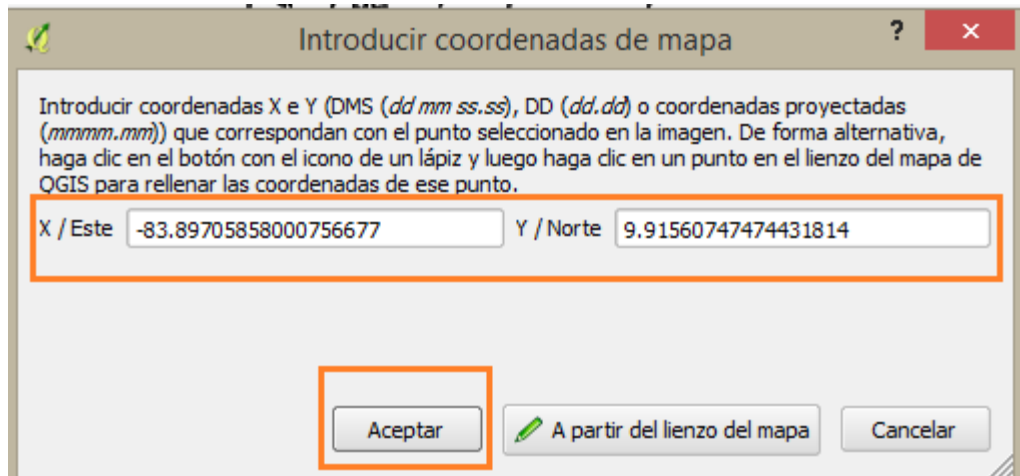 Introducir coordenadas de mapa ? ×
Introducir coordenadas X e Y (DMS (dd mm ss.ss), DD (dd.dd) o coordenadas proyectadas
(mmmm.mm)) que correspondan con el punto seleccionado en la imagen. De forma alternativa,
haga clic en el botón con el icono de un lápiz y luego haga clic en un punto en el lienzo del mapa de
QGIS para rellenar las coordenadas de ese punto.
X / Este -83.89705858000756677 Y / Norte 9.91560747474431814
Aceptar A partir del lienzo del mapa Cancelar